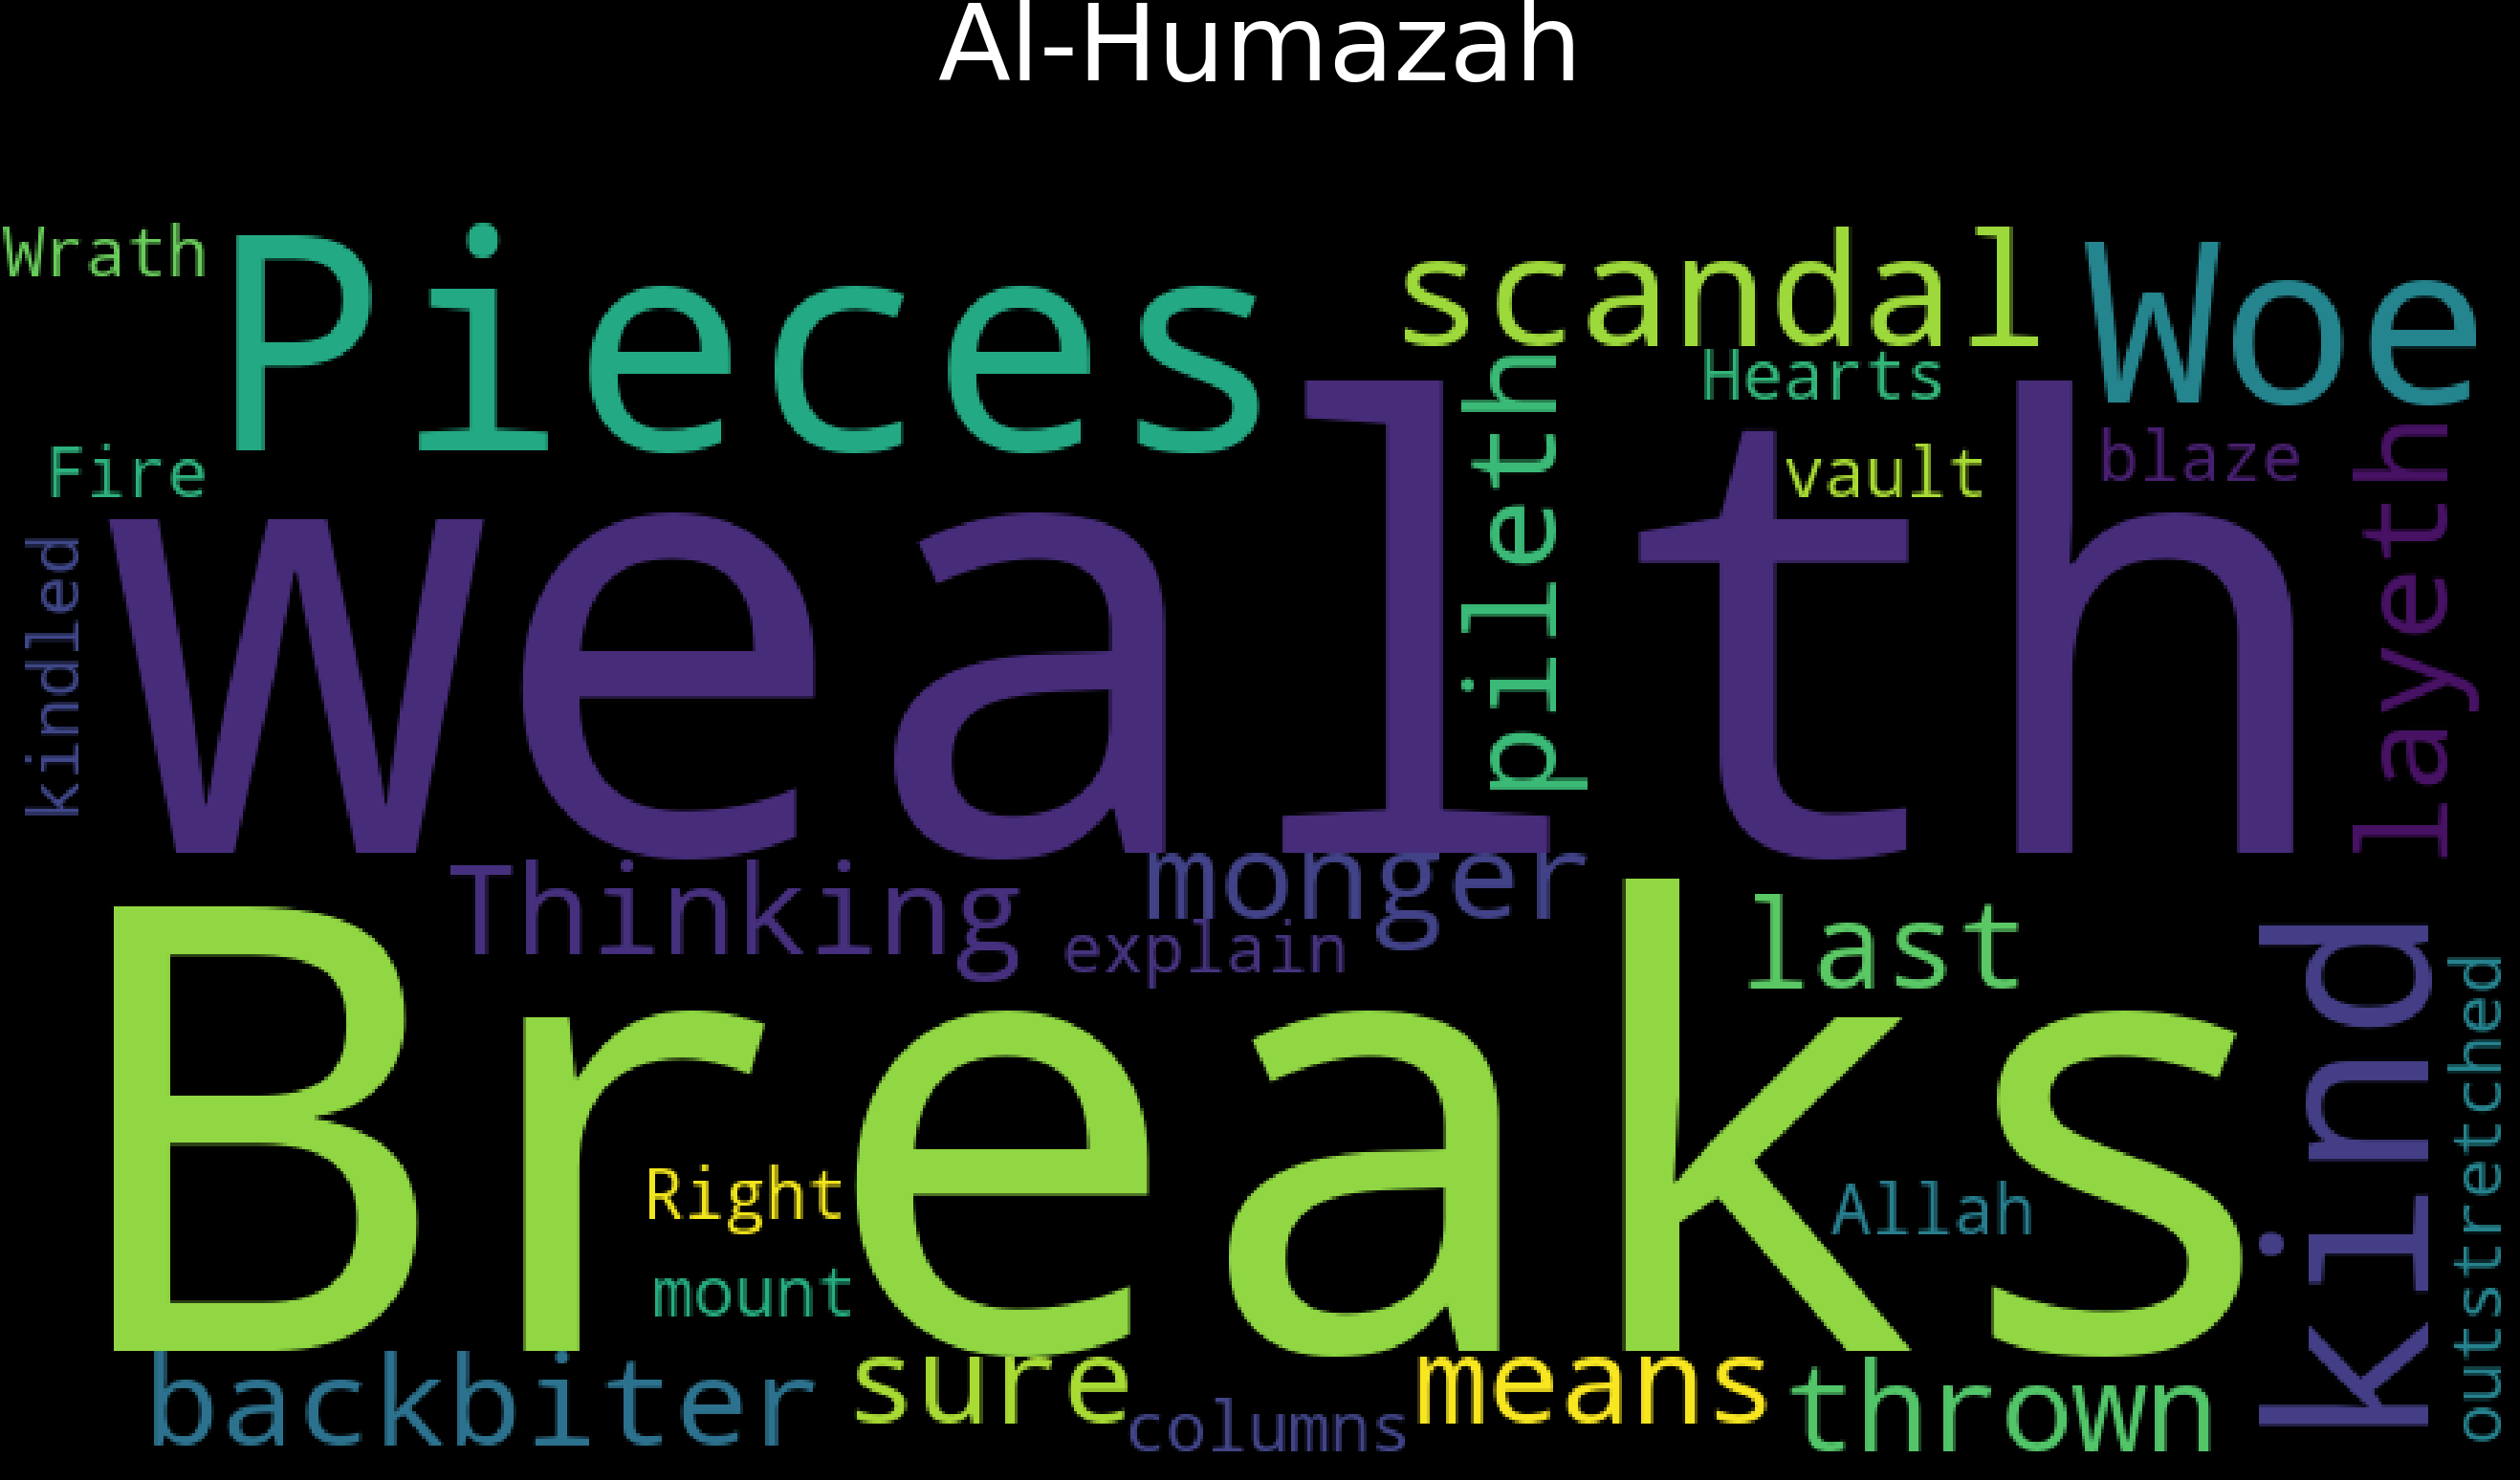 Al-Humazah
Wrath
Pieces
scandal
Woe
Hearts
pileth
Fire
vault
blaze
layeth
wealth
kindled
Thinking
monger
explain
last
Breaks
kind
outstretched
Right
Allah
mount
backbiter
sure
means
thrown
columns